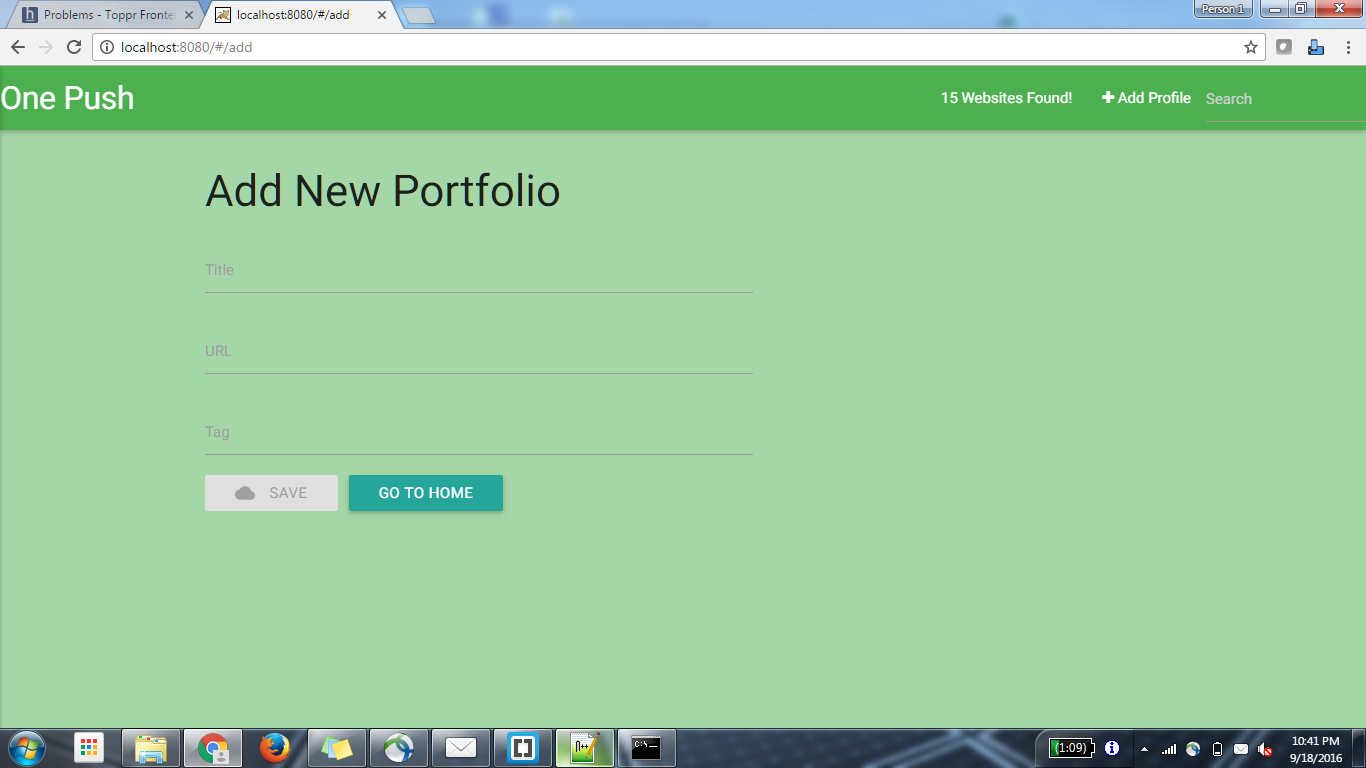 Problems - Toppr Fronte
localhost:8080/#/add
Person 1
localhost:8080/#/add
One Push
15 Websites Found!
Add Profile
Search
Add New Portfolio
Title
URL
Tag
SAVE
GO TO HOME
(1:09)
10:41 PM
9/18/2016